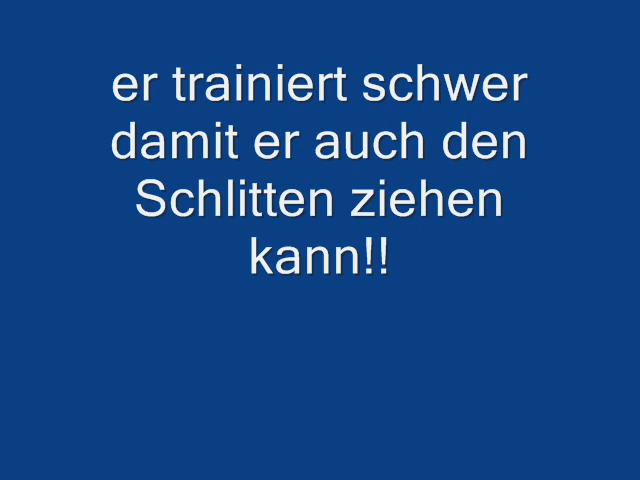 er trainiert schwer
damit er auch den
Schlitten ziehen
kann!!